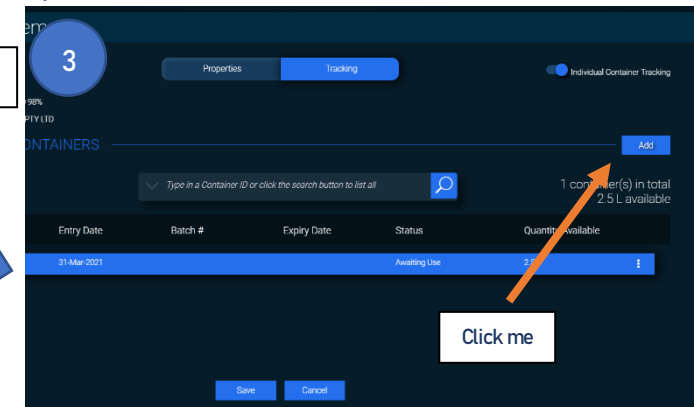 em
3
Properties
Tracking
Individual Container Tracking
98%
PTY LTD
ONTAINERS
Add
Type in a Container ID or click the search button to list all
1 container(s) in total
2.5 L available
Entry Date
Batch #
Expiry Date
Status
Quantity Available
31-Mar-2021
Awaiting Use
Click me
Save
Cancel